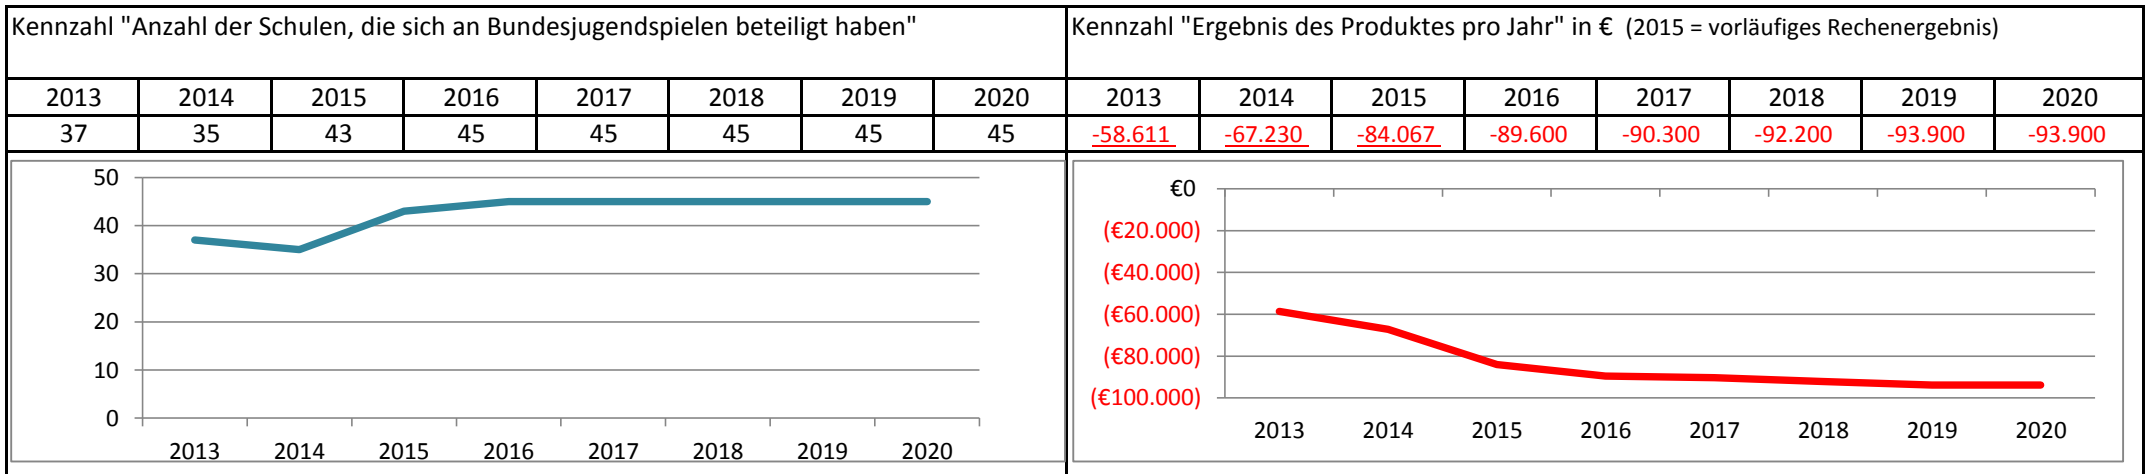 Kennzahl "Anzahl der Schulen, die sich an Bundesjugendspielen beteiligt haben"
2013 2014 2015 2016 2017 2018 2019 2020
37 35 43 45 45 45 45 45
50
40
30
20
10
0
2013 2014 2015 2016 2017 2018 2019 2020
Kennzahl "Ergebnis des Produktes pro Jahr" in € (2015 = vorläufiges Rechenergebnis)
2013 2014 2015 2016 2017 2018 2019 2020
-58.611 -67.230 -84.067 -89.600 -90.300 -92.200 -93.900 -93.900
€0
(€20.000)
(€40.000)
(€60.000)
(€80.000)
(€100.000)
2013 2014 2015 2016 2017 2018 2019 2020